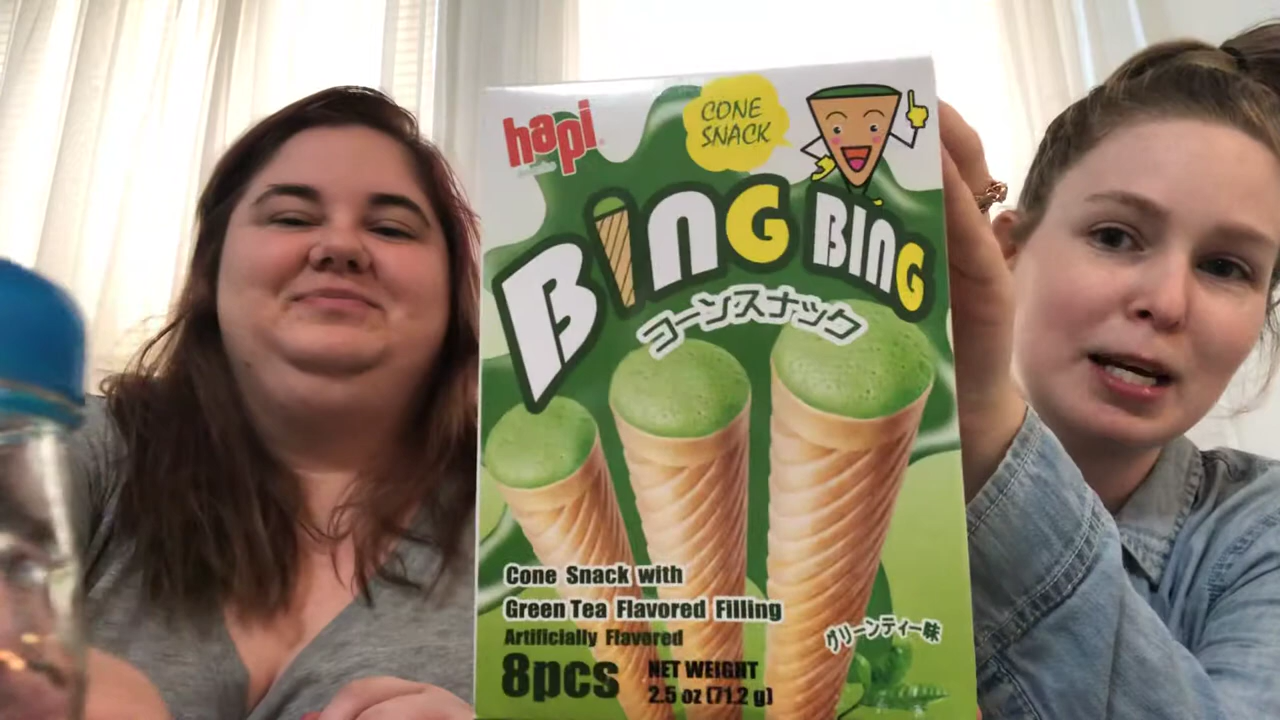 hapi
CONE
SNACK
BING BING
コーンスナック
Cone Snack with
Green Tea Flavored Filling
Artificially Flavored
グリーンティー味
8pcs
NET WEIGHT
2.5 oz (71.2 g)